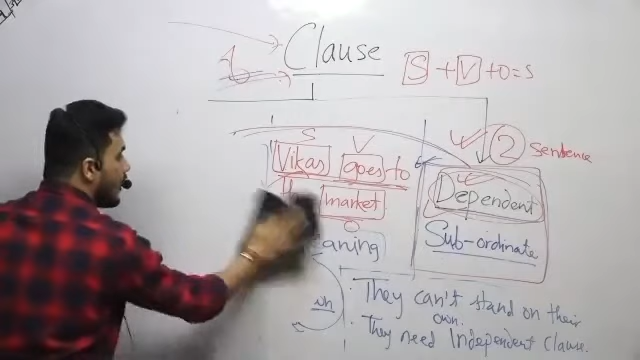 Clause
S + V + O = S
S V
Vikas goes to
market
O
2 sentence
Dependent
Sub-ordinate
They can't stand on their
own.
They need Independent Clause.